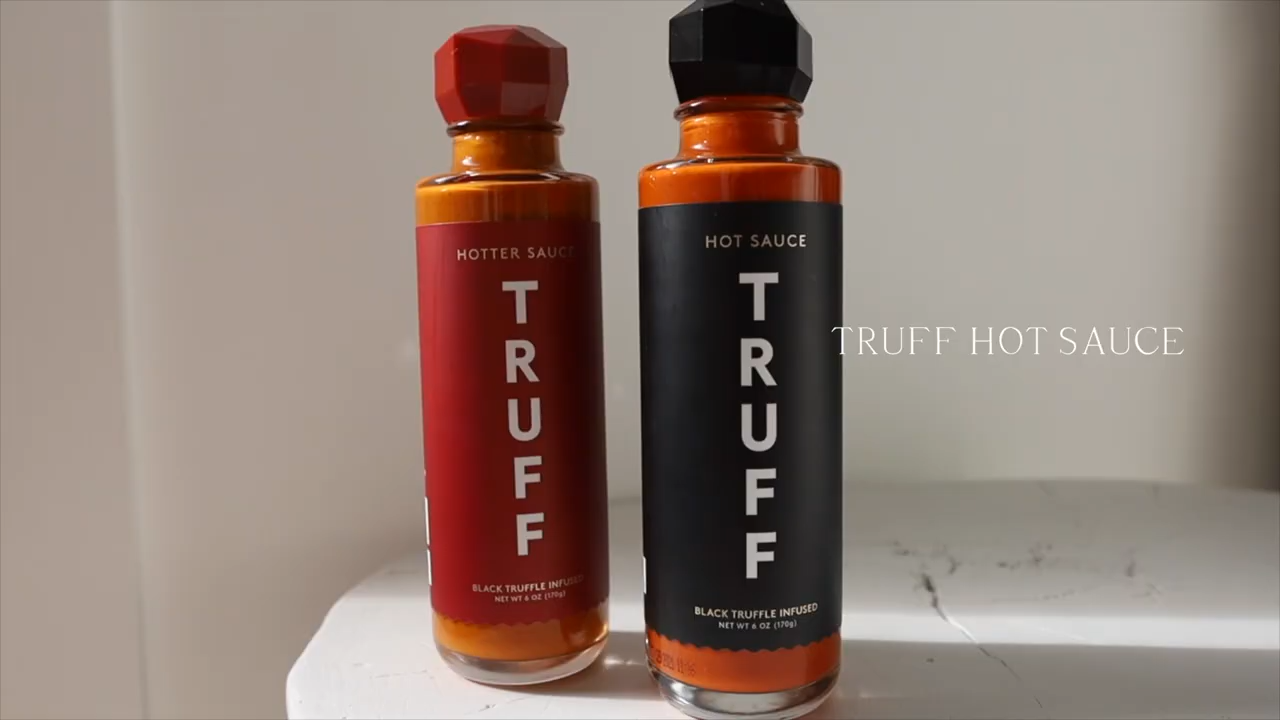 HOTTER SAUCE
T
R
U
F
F
BLACK TRUFFLE INFUSED
NET WT 6 OZ (170g)
HOT SAUCE
T
R
U
F
F
BLACK TRUFFLE INFUSED
NET WT 6 OZ (170g)
TRUFF HOT SAUCE